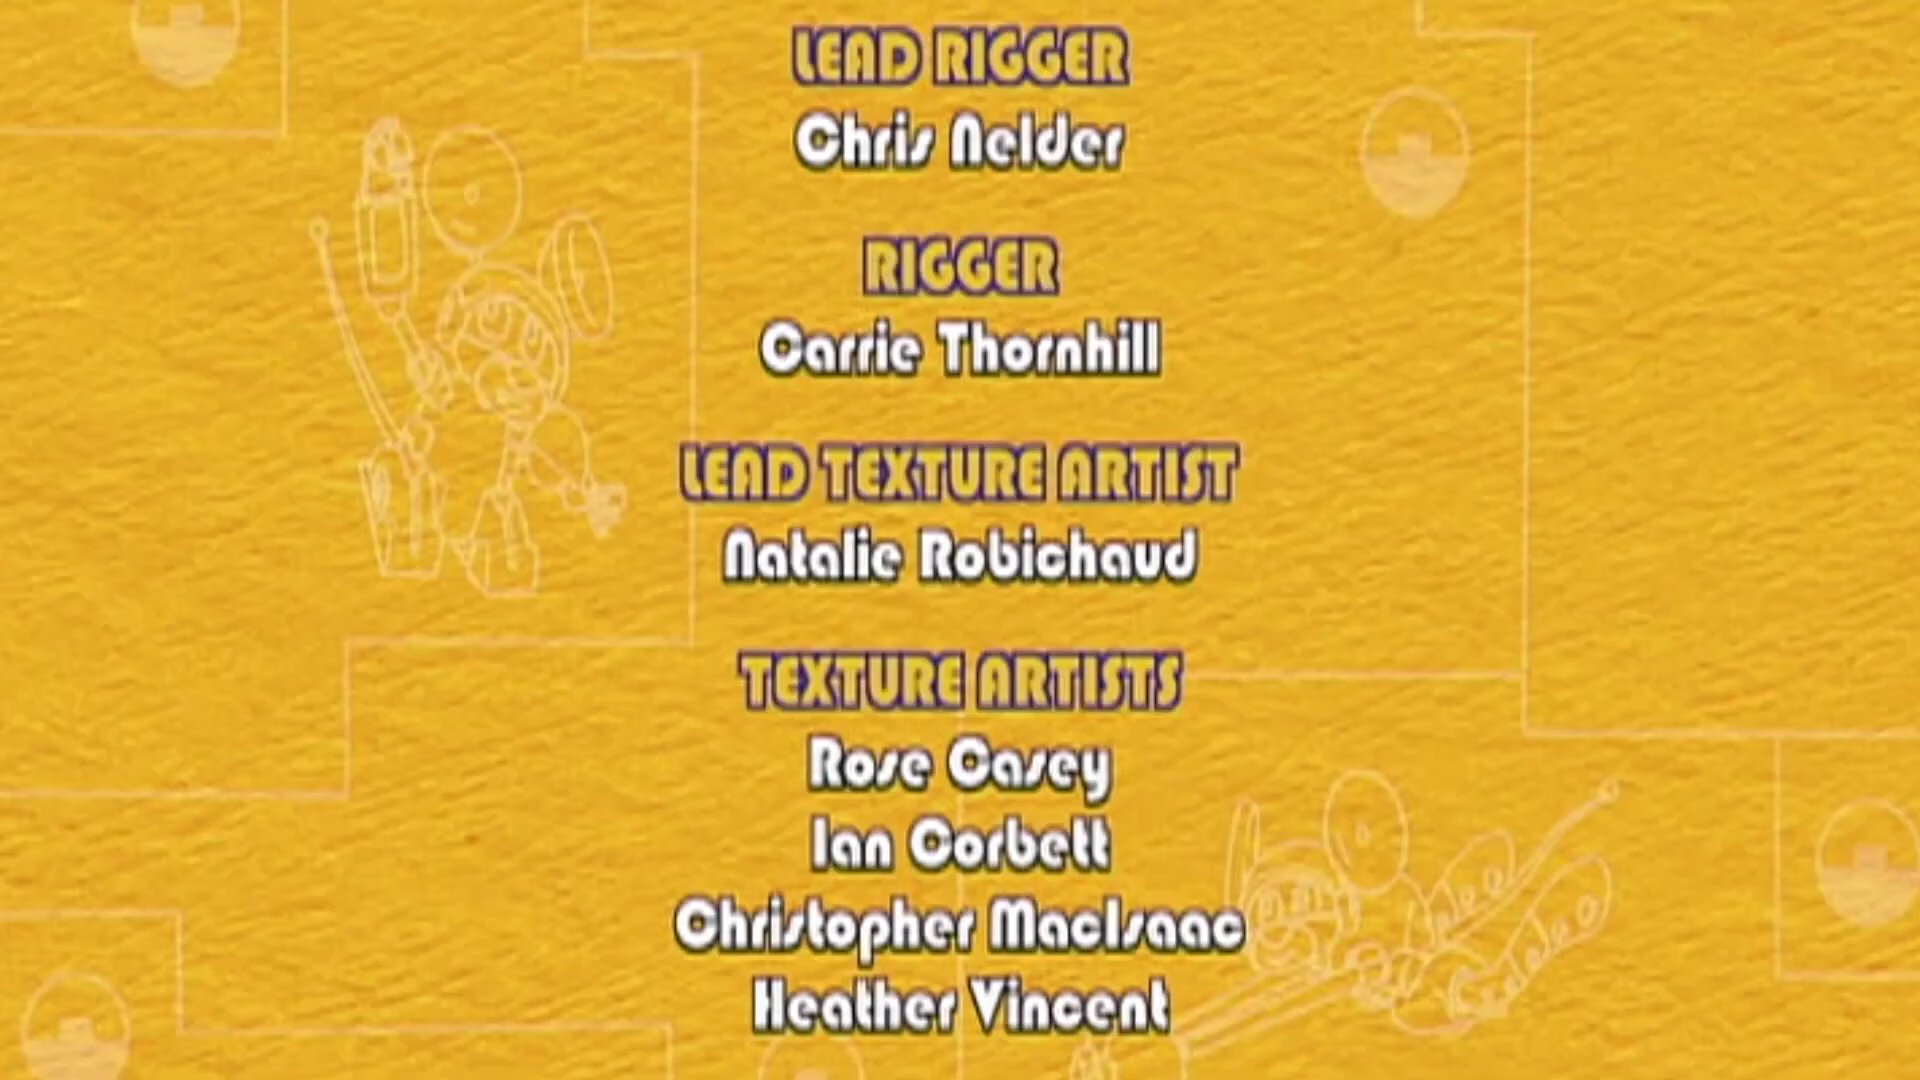 LEAD RIGGER
Chris Nelder
RIGGER
Carrie Thornhill
LEAD TEXTURE ARTIST
Natalie Robichaud
TEXTURE ARTISTS
Rose Casey
Ian Corbett
Christopher MacIsaac
Heather Vincent